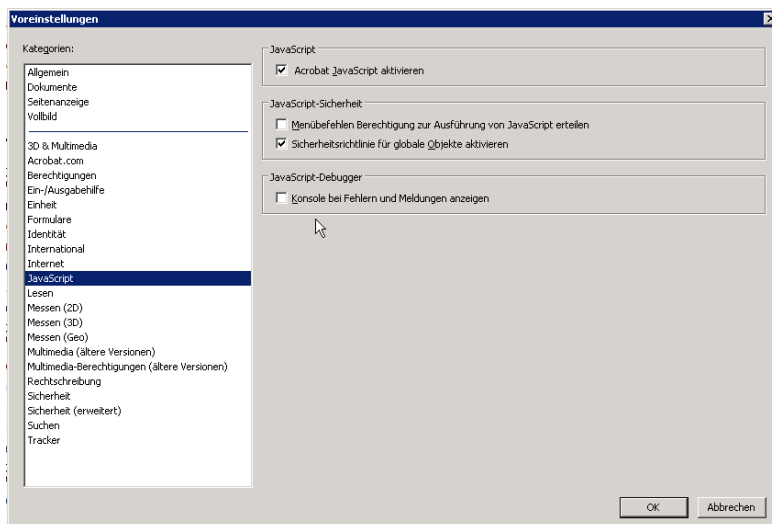 Voreinstellungen
Kategorien:
Allgemein
Dokumente
Seitenanzeige
Vollbild
3D & Multimedia
Acrobat.com
Berechtigungen
Ein-/Ausgabehilfe
Einheit
Formulare
Identität
International
Internet
JavaScript
Lesen
Messen (2D)
Messen (3D)
Messen (Geo)
Multimedia (ältere Versionen)
Multimedia-Berechtigungen (ältere Versionen)
Rechtschreibung
Sicherheit
Sicherheit (erweitert)
Suchen
Tracker
JavaScript
Acrobat JavaScript aktivieren
JavaScript-Sicherheit
Menübefehlen Berechtigung zur Ausführung von JavaScript erteilen
Sicherheitsrichtlinie für globale Objekte aktivieren
JavaScript-Debugger
Konsole bei Fehlern und Meldungen anzeigen
OK
Abbrechen